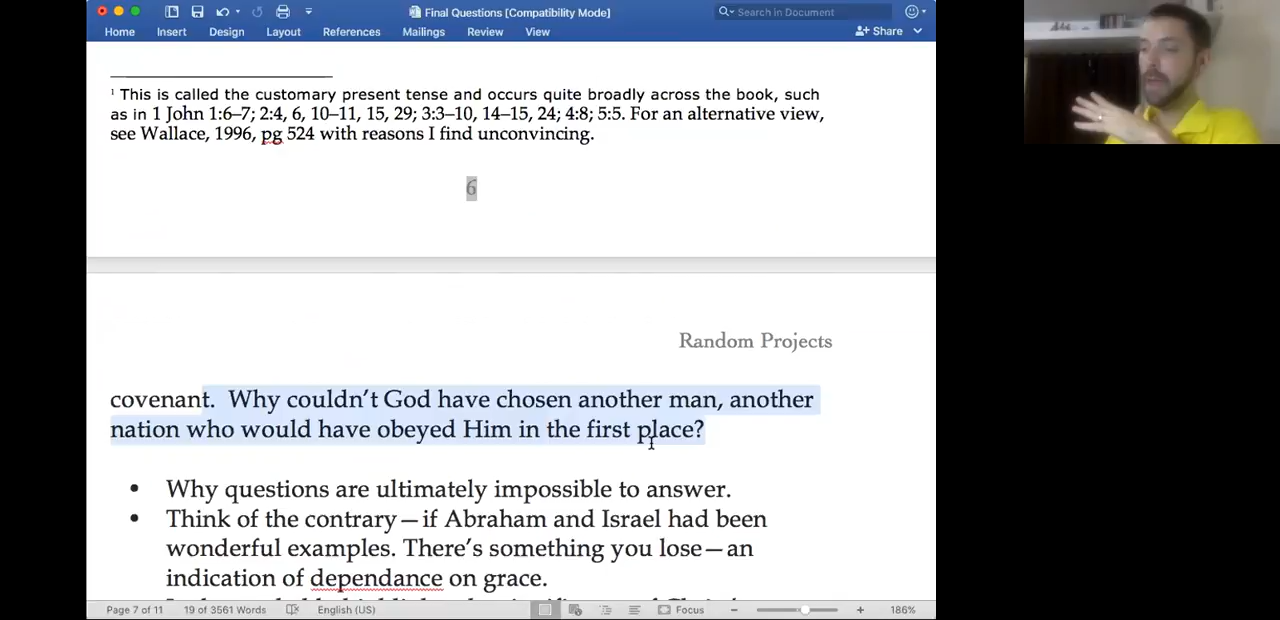 Final Questions [Compatibility Mode]
Search in Document
Home Insert Design Layout References Mailings Review View Share
1 This is called the customary present tense and occurs quite broadly across the book, such
as in 1 John 1:6–7; 2:4, 6, 10–11, 15, 29; 3:3–10, 14–15, 24; 4:8; 5:5. For an alternative view,
see Wallace, 1996, pg 524 with reasons I find unconvincing.
6
Random Projects
covenant.  Why couldn't God have chosen another man, another
nation who would have obeyed Him in the first place?
• Why questions are ultimately impossible to answer.
• Think of the contrary—if Abraham and Israel had been
wonderful examples. There's something you lose—an
indication of dependance on grace.
Page 7 of 11 19 of 3561 Words English (US) Focus 186%